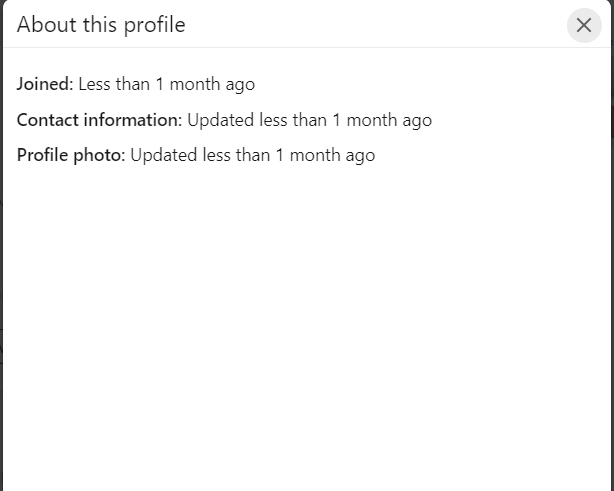 About this profile
Joined: Less than 1 month ago
Contact information: Updated less than 1 month ago
Profile photo: Updated less than 1 month ago